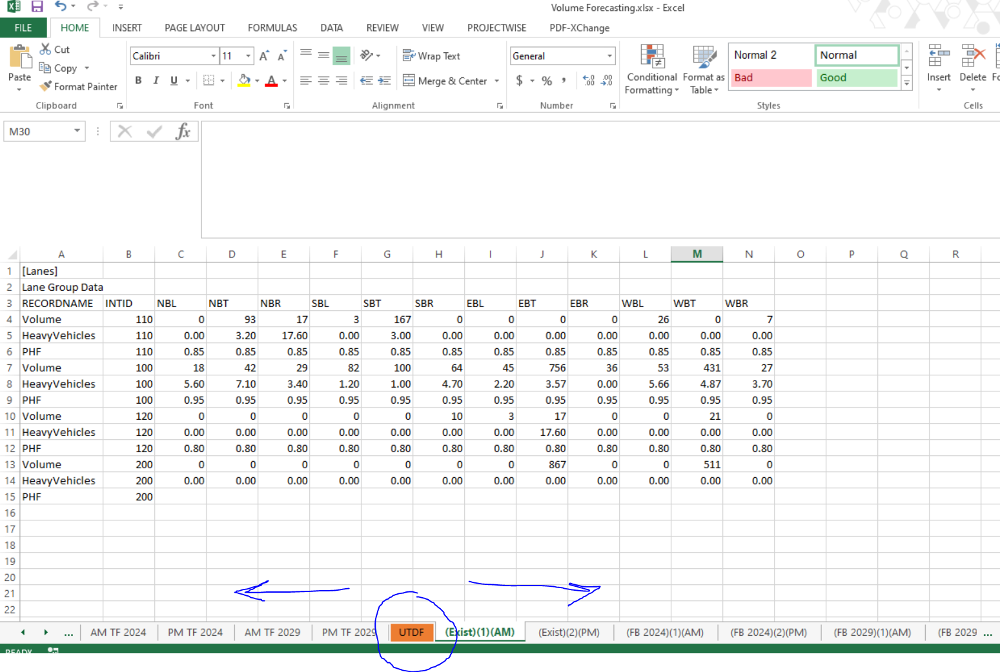 Volume Forecasting.xlsx - Excel
FILE HOME INSERT PAGE LAYOUT FORMULAS DATA REVIEW VIEW PROJECTWISE PDF-XChange
Cut
Copy
Format Painter
Paste
Clipboard
Calibri 11 A A
B I U A
Font
Wrap Text
Merge & Center
Alignment
General
$ % , .0 .00 .00 .0
Number
Conditional Formatting
Format as Table
Normal 2 Normal
Bad Good
Styles
Insert Delete Fo
Cells
M30 fx
A B C D E F G H I J K L M N O P Q R
1 [Lanes]
2 Lane Group Data
3 RECORDNAME INTID NBL NBT NBR SBL SBT SBR EBL EBT EBR WBL WBT WBR
4 Volume 110 0 93 17 3 167 0 0 0 0 26 0 7
5 HeavyVehicles 110 0.00 3.20 17.60 0.00 3.00 0.00 0.00 0.00 0.00 0.00 0.00 0.00
6 PHF 110 0.85 0.85 0.85 0.85 0.85 0.85 0.85 0.85 0.85 0.85 0.85 0.85
7 Volume 100 18 42 29 82 100 64 45 756 36 53 431 27
8 HeavyVehicles 100 5.60 7.10 3.40 1.20 1.00 4.70 2.20 3.57 0.00 5.66 4.87 3.70
9 PHF 100 0.95 0.95 0.95 0.95 0.95 0.95 0.95 0.95 0.95 0.95 0.95 0.95
10 Volume 120 0 0 0 0 0 10 3 17 0 0 21 0
11 HeavyVehicles 120 0.00 0.00 0.00 0.00 0.00 0.00 0.00 17.60 0.00 0.00 0.00 0.00
12 PHF 120 0.80 0.80 0.80 0.80 0.80 0.80 0.80 0.80 0.80 0.80 0.80 0.80
13 Volume 200 0 0 0 0 0 0 0 867 0 0 511 0
14 HeavyVehicles 200 0.00 0.00 0.00 0.00 0.00 0.00 0.00 0.00 0.00 0.00 0.00 0.00
15 PHF 200
16
17
18
19
20
21
22
... AM TF 2024 PM TF 2024 AM TF 2029 PM TF 2029 UTDF (Exist)(1)(AM) (Exist)(2)(PM) (FB 2024)(1)(AM) (FB 2024)(2)(PM) (FB 2029)(1)(AM) (FB 2029 ...
READY